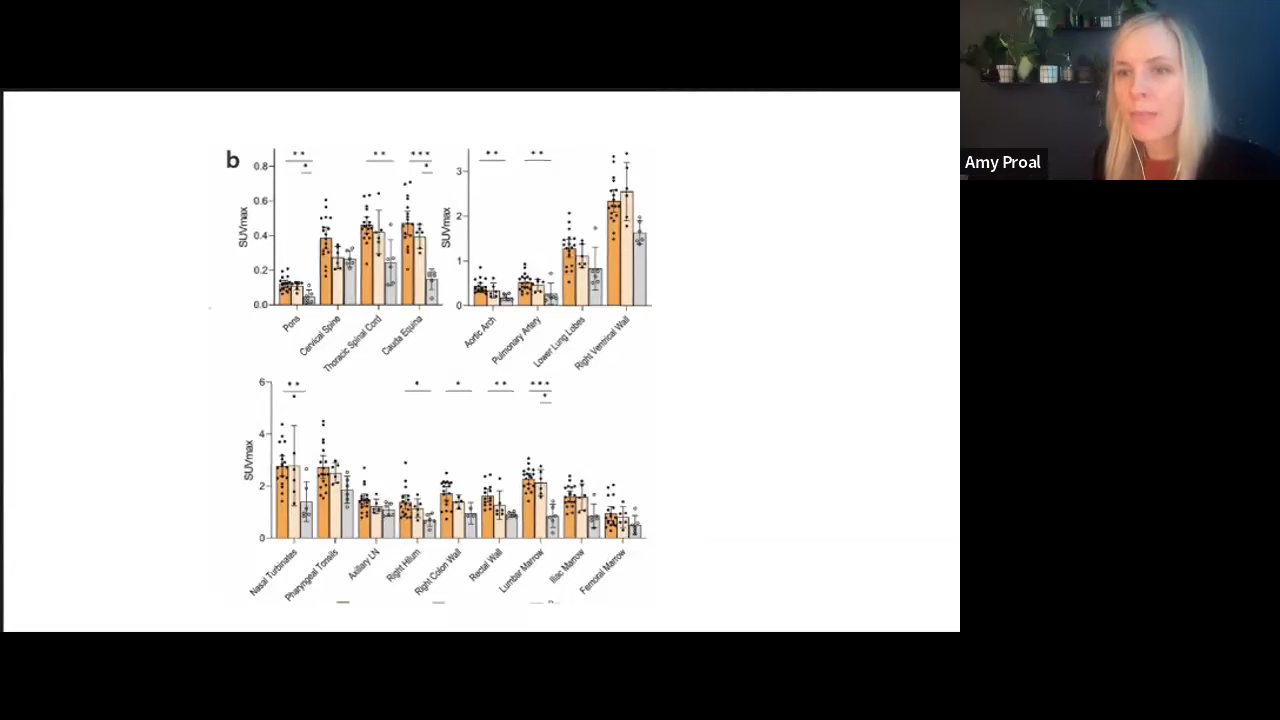 Amy Proal
b
** * ** *** *
** **
SUVmax
0.8
0.6
0.4
0.2
0.0
SUVmax
3
2
1
0
Pons
Cervical Spine
Thoracic Spinal Cord
Cauda Equina
Aortic Arch
Pulmonary Artery
Lower Lung Lobes
Right Ventrical Wall
** * * ** *** *
SUVmax
6
4
2
0
Nasal Turbinates
Pharyngeal Tonsils
Axillary LN
Right Hilum
Right Colon Wall
Rectal Wall
Lumbar Marrow
Iliac Marrow
Femoral Marrow